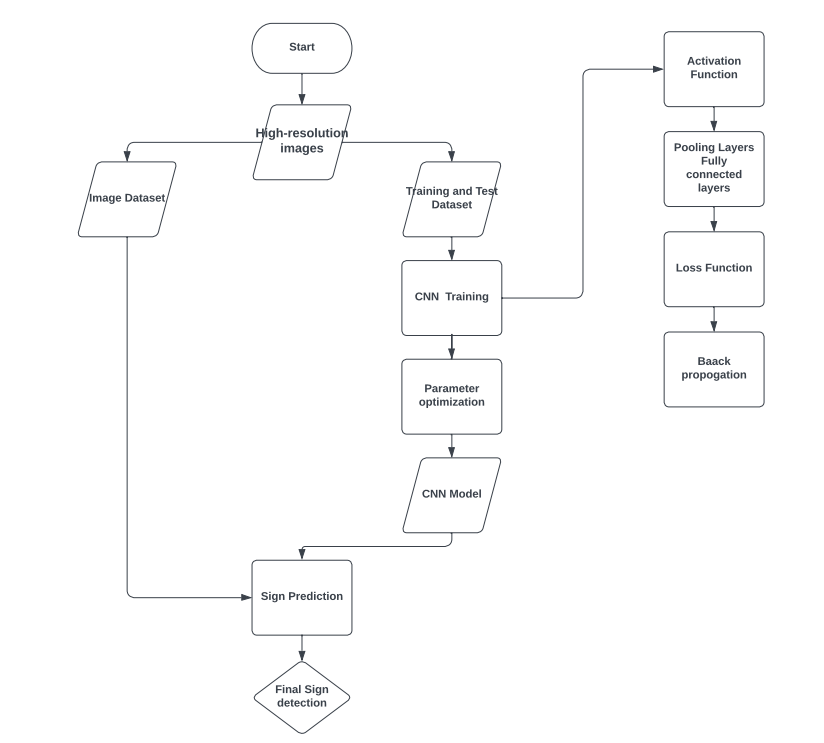 Start
High-resolution
images
Image Dataset
Training and Test
Dataset
CNN  Training
Parameter
optimization
CNN Model
Sign Prediction
Final Sign
detection
Activation
Function
Pooling Layers
Fully
connected
layers
Loss Function
Baack
propogation